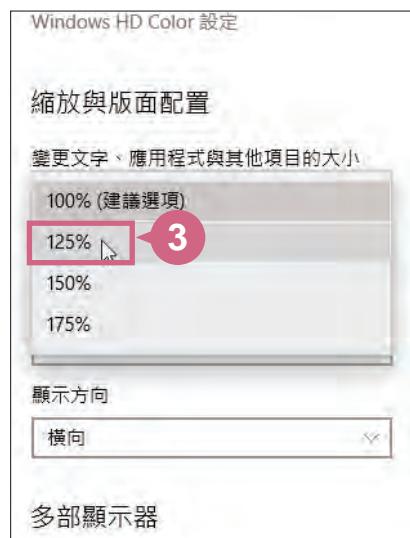 Windows HD Color 設定
縮放與版面配置
變更文字、應用程式與其他項目的大小
100% (建議選項)
125%
3
150%
175%
顯示方向
橫向
多部顯示器